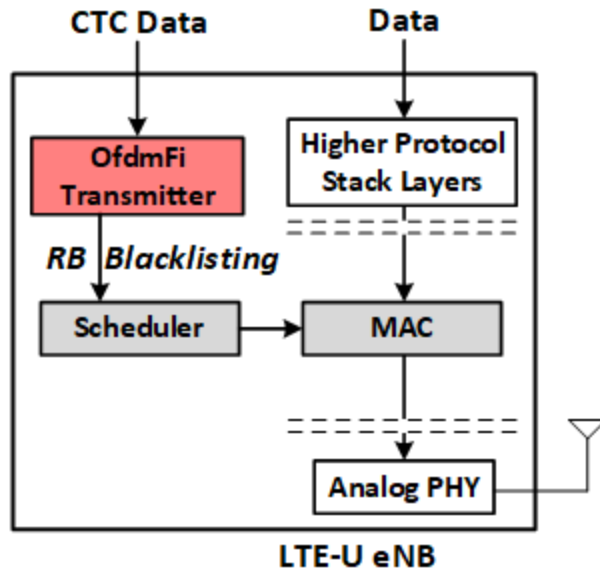 CTC Data
Data
OfdmFi
Transmitter
Higher Protocol
Stack Layers
RB Blacklisting
Scheduler
MAC
Analog PHY
LTE-U eNB